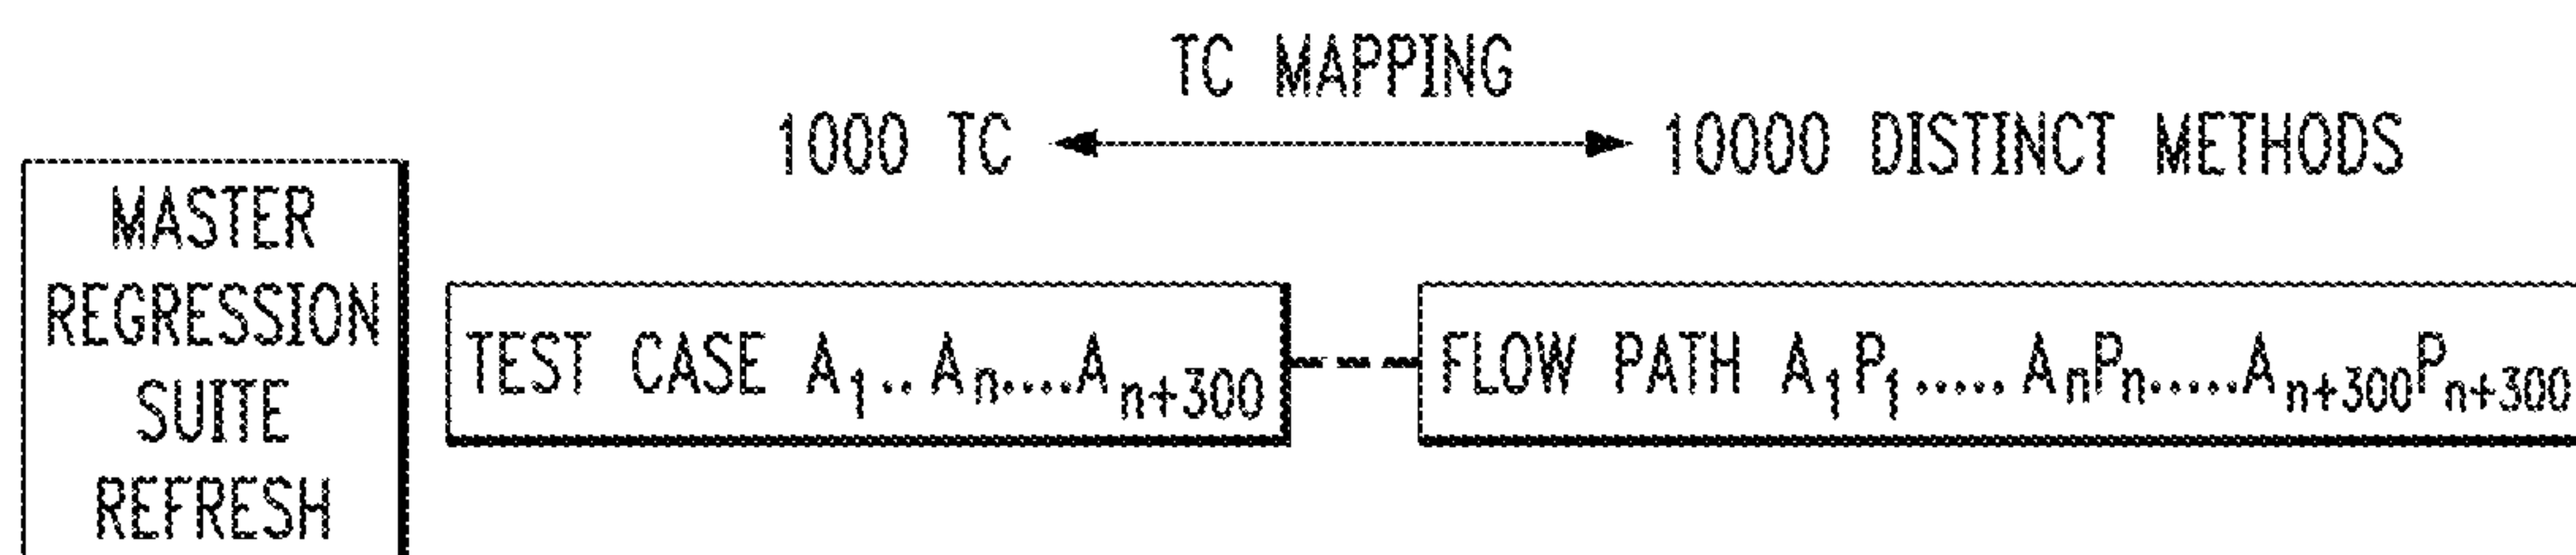 TC MAPPING
1000 TC 10000 DISTINCT METHODS
MASTER
REGRESSION
SUITE
REFRESH
TEST CASE A₁..Aₙ....Aₙ₊₃₀₀
FLOW PATH A₁P₁.....AₙPₙ.....Aₙ₊₃₀₀Pₙ₊₃₀₀